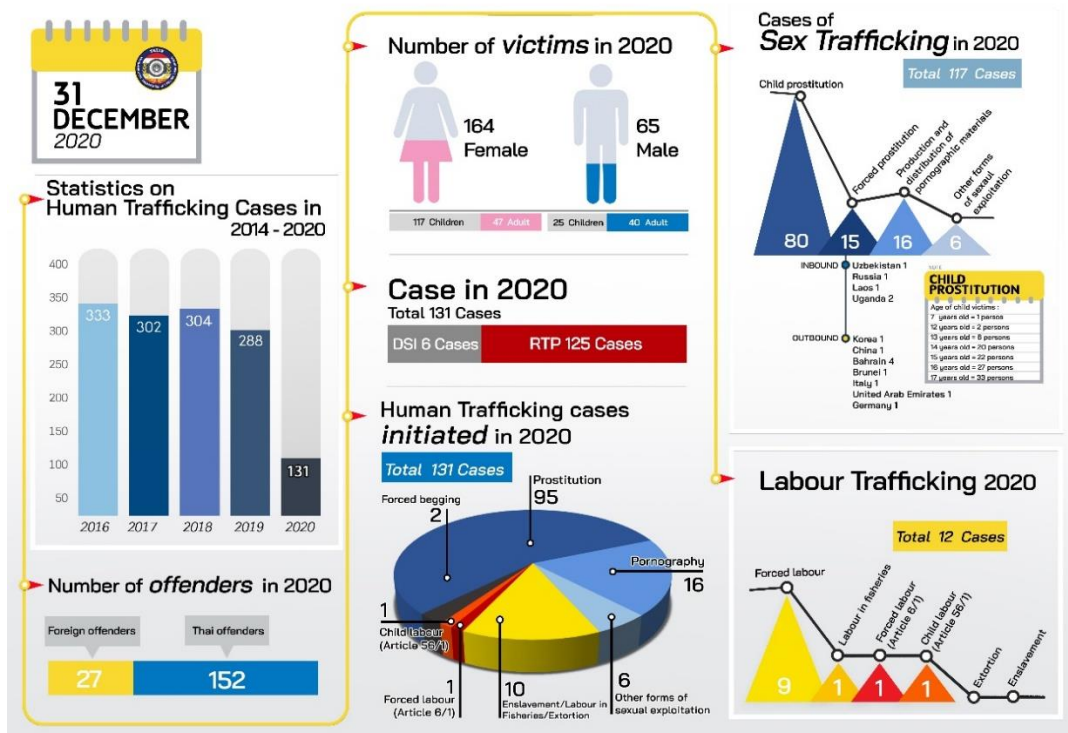 31
DECEMBER
2020
Statistics on
Human Trafficking Cases in
2014 - 2020
400
350
300
250
200
150
100
50
333
302
304
288
131
2016
2017
2018
2019
2020
Number of offenders in 2020
Foreign offenders
Thai offenders
27
152
Number of victims in 2020
164
Female
65
Male
117 Children
47 Adult
25 Children
40 Adult
Case in 2020
Total 131 Cases
DSI 6 Cases
RTP 125 Cases
Human Trafficking cases
initiated in 2020
Total 131 Cases
Prostitution
95
Forced begging
2
Pornography
16
1
Child labour
(Article 56/1)
1
Forced labour
(Article 6/1)
10
Enslavement/Labour in
Fisheries/Extortion
6
Other forms of
sexual exploitation
Cases of
Sex Trafficking in 2020
Total 117 Cases
Child prostitution
Forced prostitution
Production and
distribution of
pornographic materials
Other forms
of sexaul
exploitation
80
15
16
6
INBOUND
Uzbekistan 1
Russia 1
Laos 1
Uganda 2
OUTBOUND
Korea 1
China 1
Bahrain 4
Brunei 1
Italy 1
United Arab Emirates 1
Germany 1
CHILD
PROSTITUTION
Age of child victims :
7 years old = 1 person
12 years old = 2 persons
13 years old = 8 persons
14 years old = 20 persons
15 years old = 22 persons
16 years old = 27 persons
17 years old = 33 persons
Labour Trafficking 2020
Total 12 Cases
Forced labour
Labour in fisheries
Forced labour
(Article 6/1)
Child labour
(Article 56/1)
Extortion
Enslavement
9
1
1
1